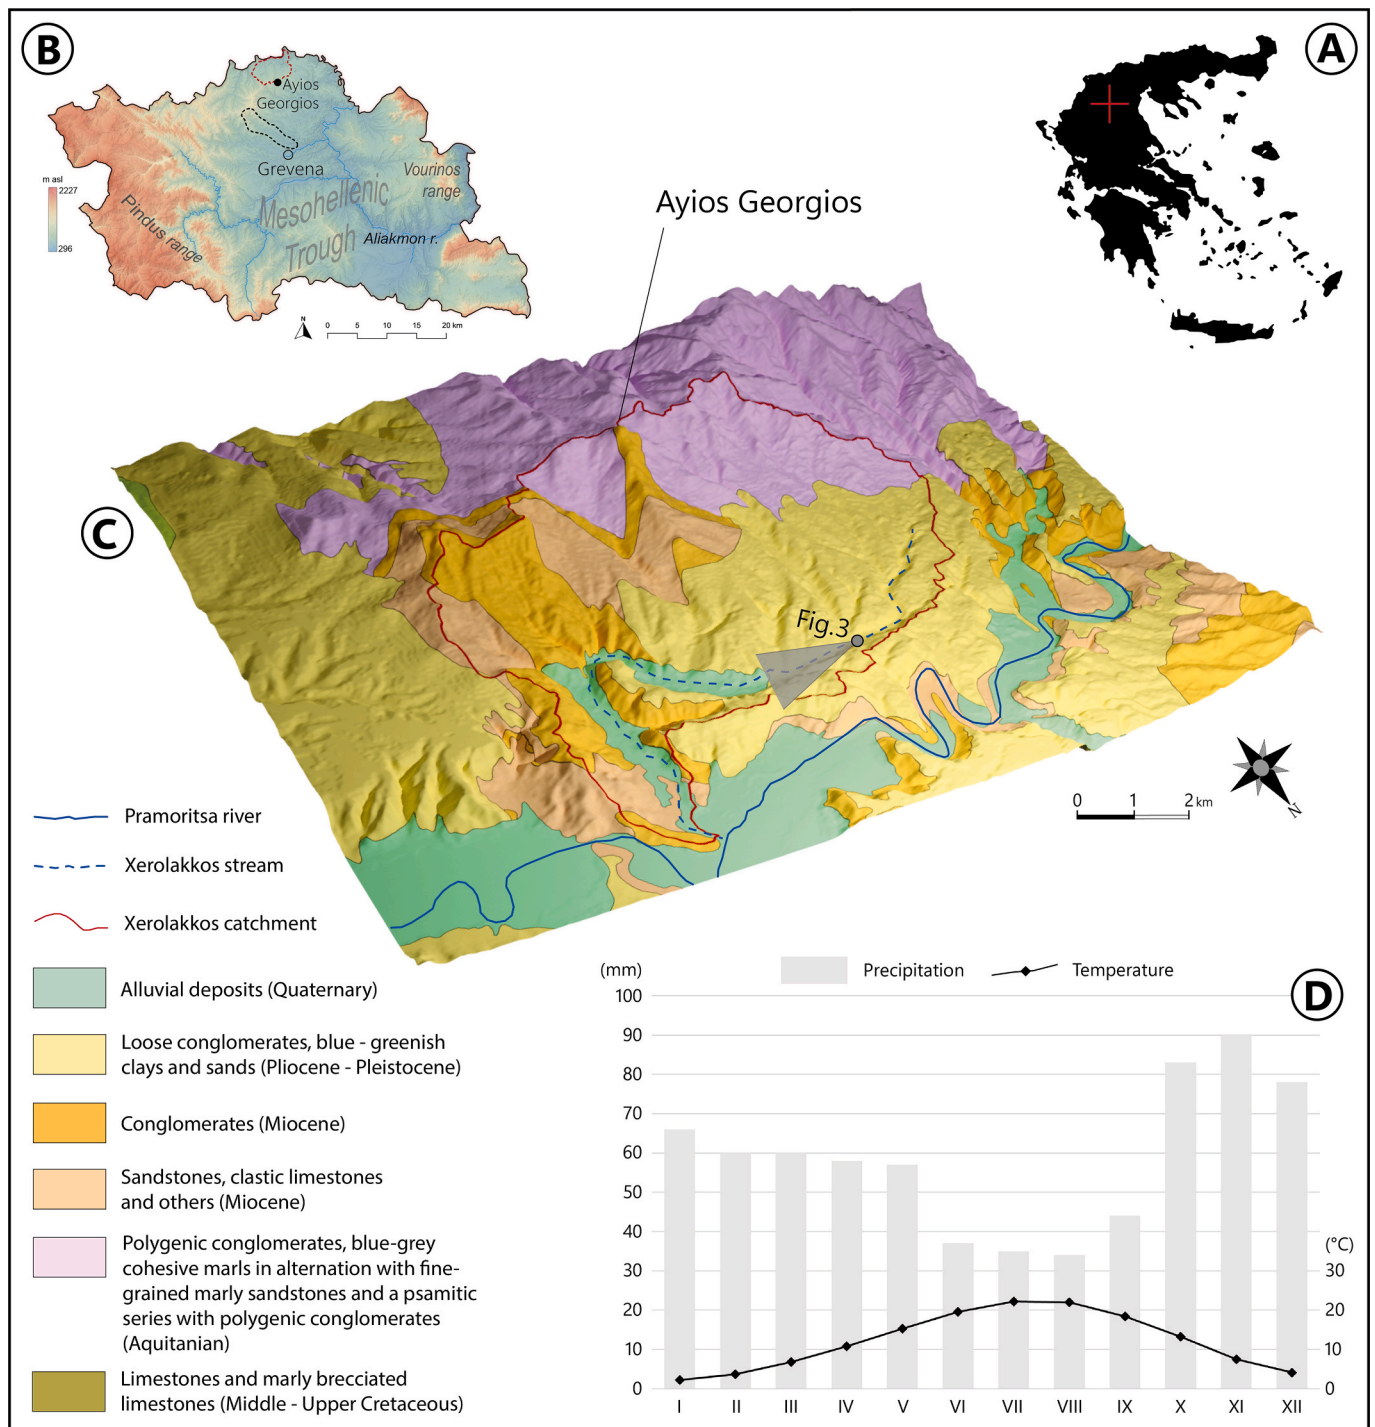 B
A
Ayios
Georgios
Grevena
Vourinos
range
m asl
2227
296
Pindus range
Mesohellenic
Trough
Aliakmon r.
N
0 5 10 15 20 km
Ayios Georgios
C
Fig.3
N
0 1 2 km
Pramoritsa river
Xerolakkos stream
Xerolakkos catchment
Alluvial deposits (Quaternary)
Loose conglomerates, blue - greenish
clays and sands (Pliocene - Pleistocene)
Conglomerates (Miocene)
Sandstones, clastic limestones
and others (Miocene)
Polygenic conglomerates, blue-grey
cohesive marls in alternation with fine-
grained marly sandstones and a psamitic
series with polygenic conglomerates
(Aquitanian)
Limestones and marly brecciated
limestones (Middle - Upper Cretaceous)
D
(mm)
Precipitation
Temperature
100
90
80
70
60
50
40
30
20
10
0
(°C)
30
20
10
0
I II III IV V VI VII VIII IX X XI XII